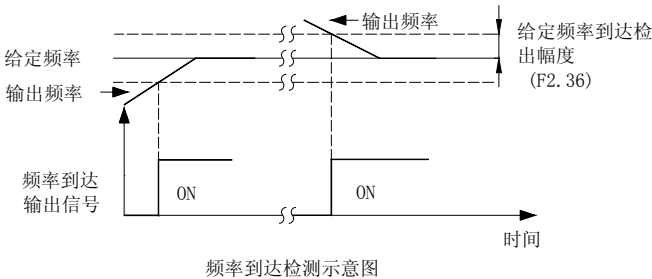 输出频率
给定频率到达检
出幅度
(F2.36)
给定频率
输出频率
频率到达
输出信号
ON
ON
时间
频率到达检测示意图